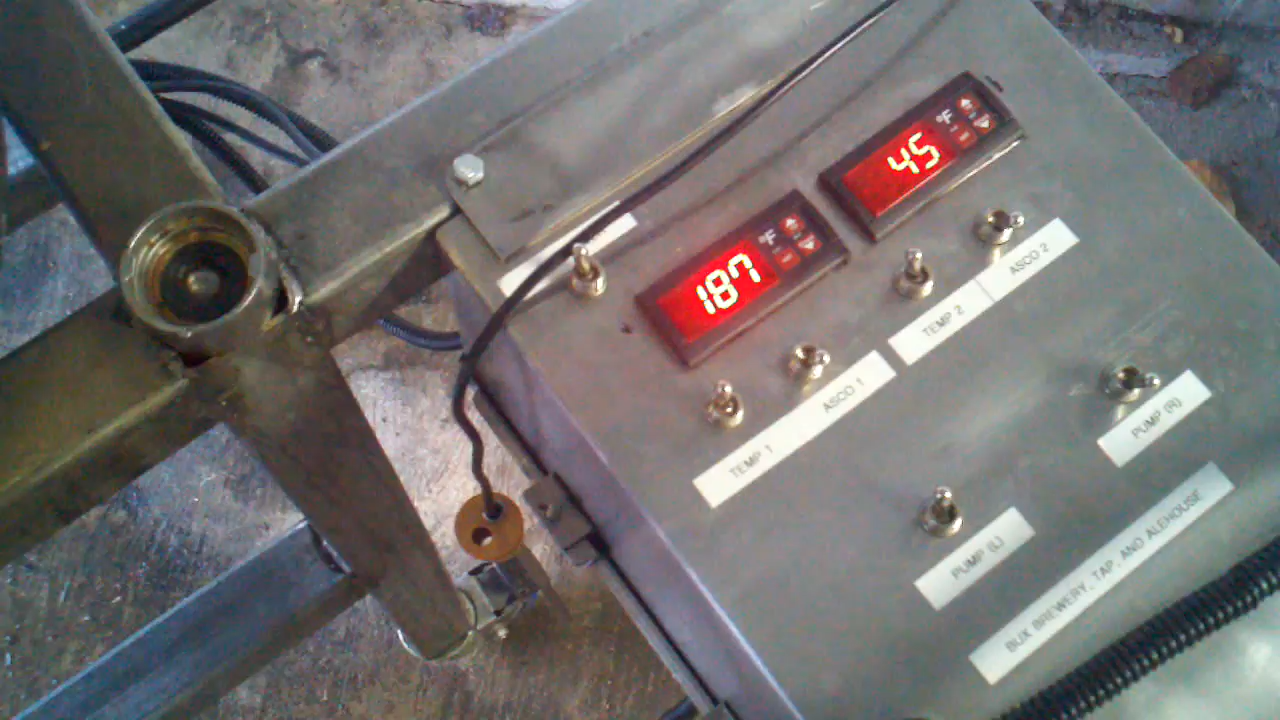 45
°F
187
°F
TEMP 1
ASCO 1
TEMP 2
ASCO 2
PUMP (L)
PUMP (R)
BUX BREWERY, TAP, AND ALEHOUSE